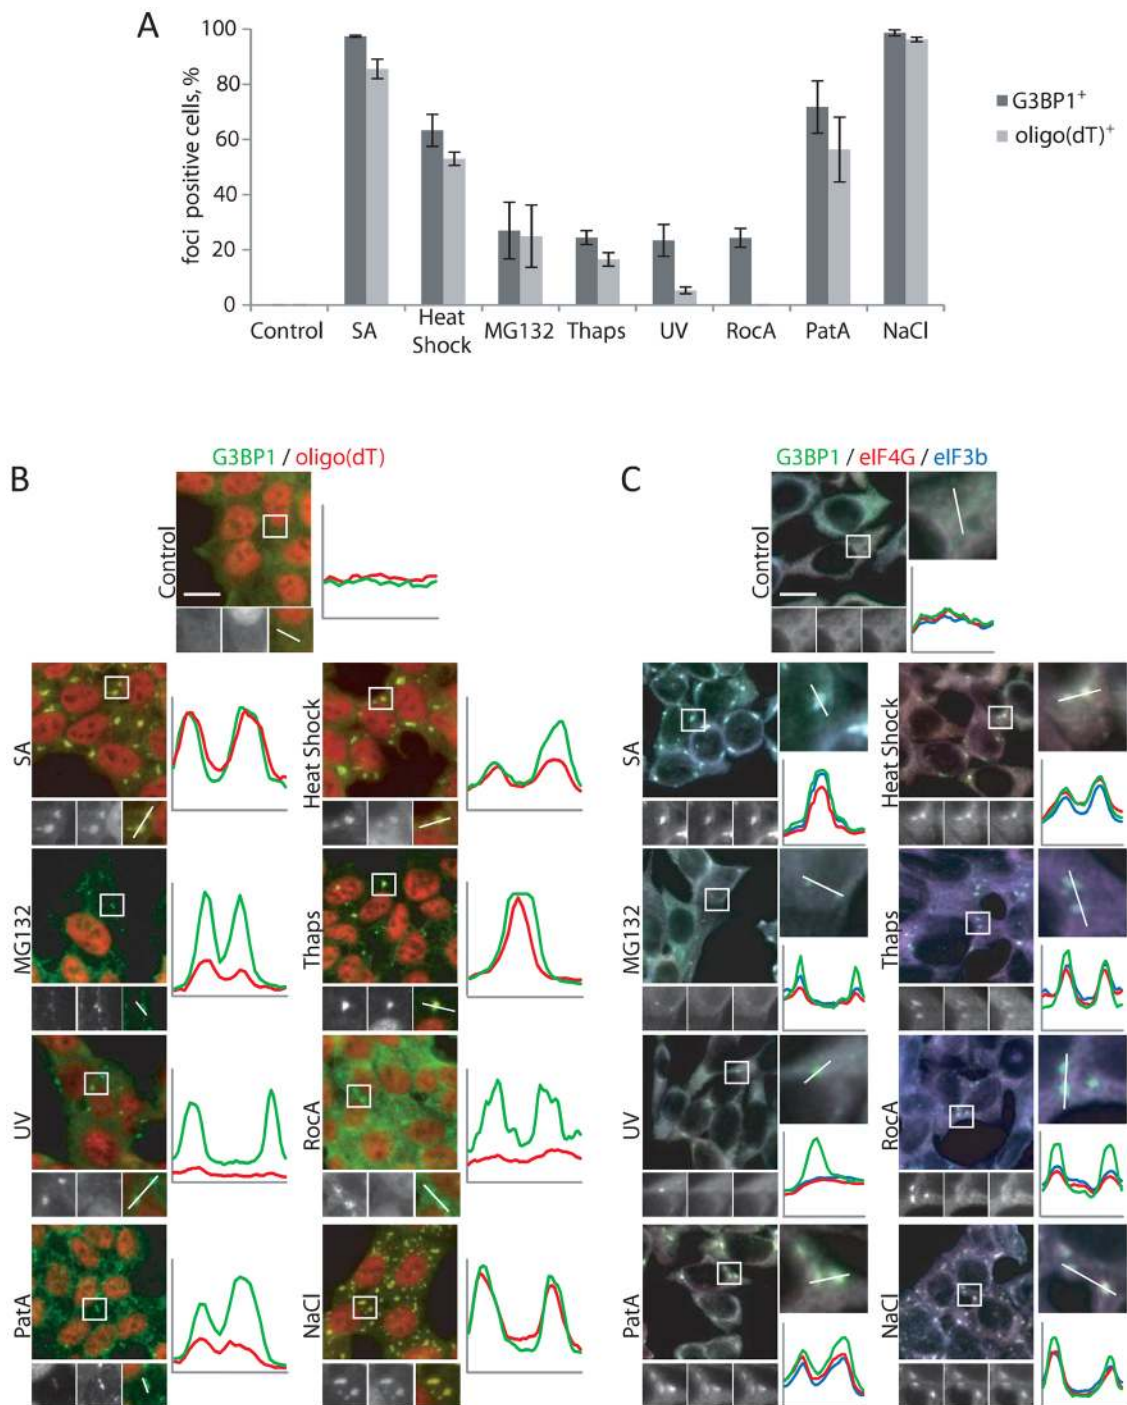 A
100
80
60
40
20
0
foci positive cells, %
G3BP1+
oligo(dT)+
Control SA Heat Shock MG132 Thaps UV RocA PatA NaCl
B
G3BP1 / oligo(dT)
Control
SA
Heat Shock
MG132
Thaps
UV
RocA
PatA
NaCl
C
G3BP1 / eIF4G / eIF3b
Control
SA
Heat Shock
MG132
Thaps
UV
RocA
PatA
NaCl